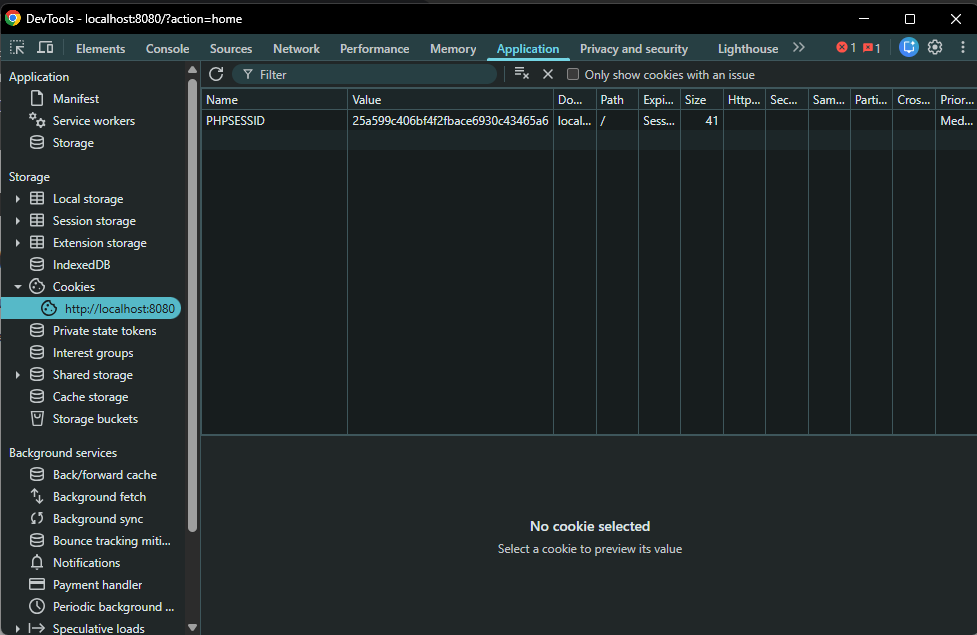 DevTools - localhost:8080/?action=home
Elements Console Sources Network Performance Memory Application Privacy and security Lighthouse 1 1
Application
Manifest
Service workers
Storage
Storage
Local storage
Session storage
Extension storage
IndexedDB
Cookies
http://localhost:8080
Private state tokens
Interest groups
Shared storage
Cache storage
Storage buckets
Background services
Back/forward cache
Background fetch
Background sync
Bounce tracking miti...
Notifications
Payment handler
Periodic background ...
Speculative loads
Filter Only show cookies with an issue
Name Value Do... Path Expi... Size Http... Sec... Sam... Parti... Cros... Prior...
PHPSESSID 25a599c406bf4f2fbace6930c43465a6 local... / Sess... 41 Med...
No cookie selected
Select a cookie to preview its value